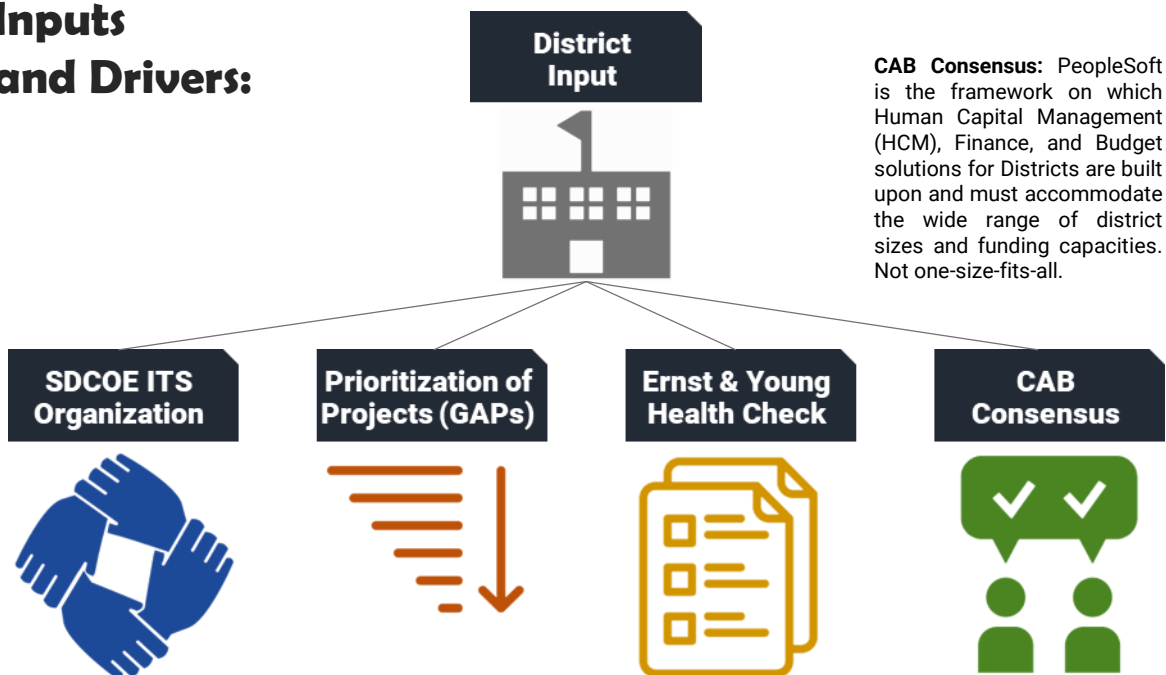 Inputs
and Drivers:
District
Input
CAB Consensus: PeopleSoft
is the framework on which
Human Capital Management
(HCM), Finance, and Budget
solutions for Districts are built
upon and must accommodate
the wide range of district
sizes and funding capacities.
Not one-size-fits-all.
SDCOE ITS
Organization
Prioritization of
Projects (GAPs)
Ernst & Young
Health Check
CAB
Consensus